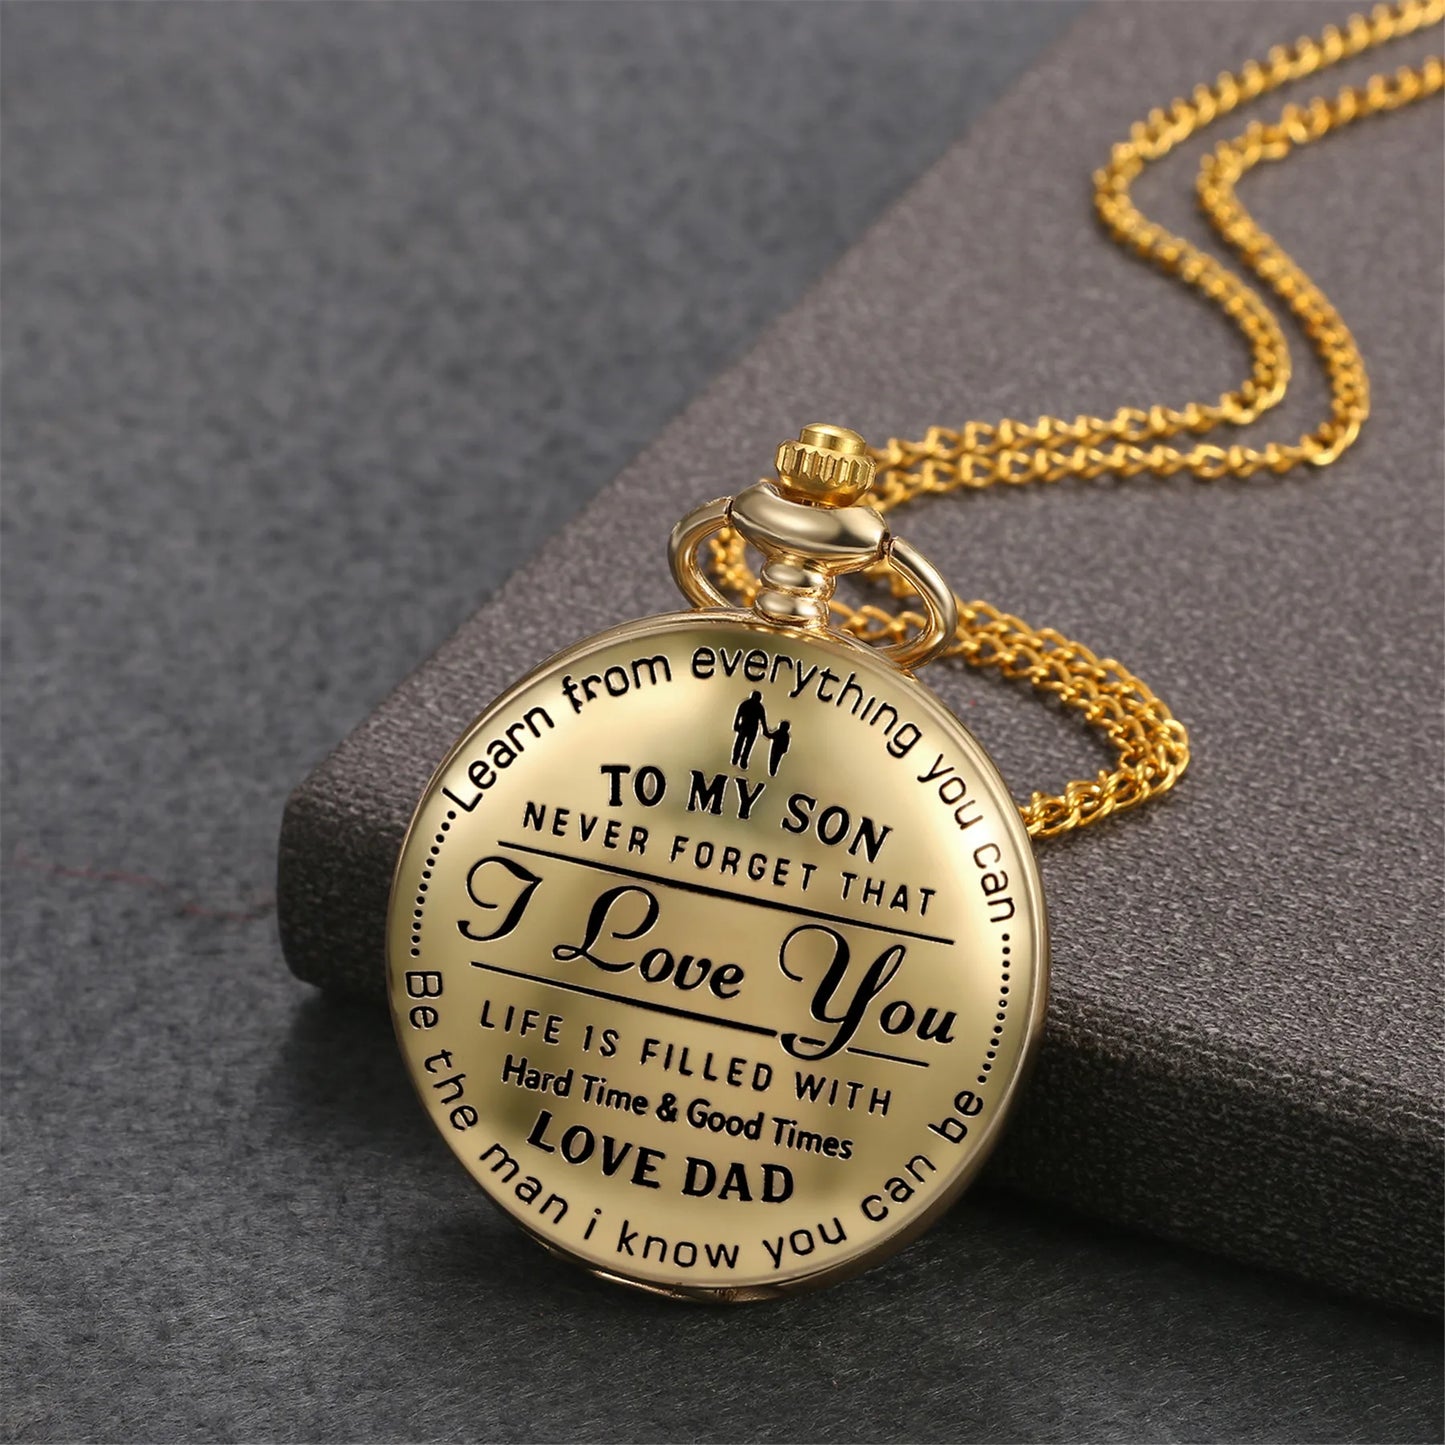 Learn from everything you can
TO MY SON
NEVER FORGET THAT
I Love You
LIFE IS FILLED WITH
Hard Time & Good Times
LOVE DAD
Be the man i know you can be